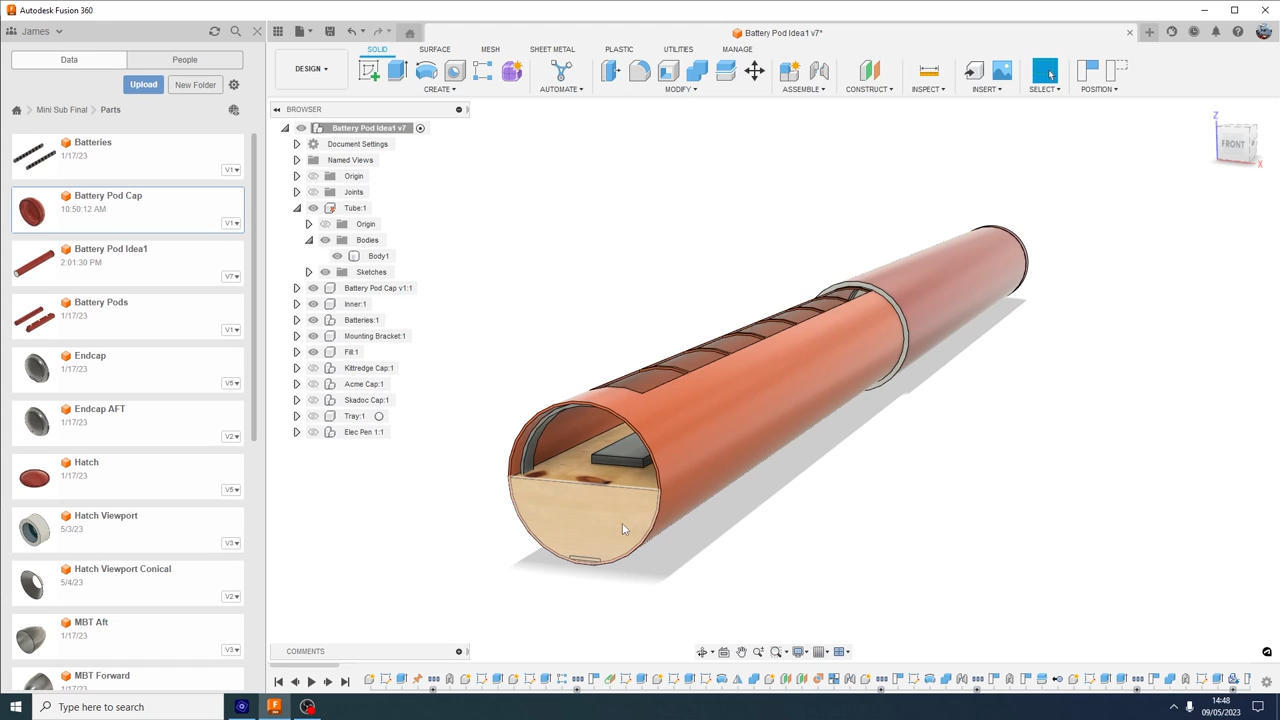 Autodesk Fusion 360
James
Battery Pod Idea1 v7*
Data
People
Upload
New Folder
Mini Sub Final
Parts
Batteries
1/17/23
V1
Battery Pod Cap
10:50:12 AM
V1
Battery Pod Idea1
2:01:30 PM
V7
Battery Pods
1/17/23
V1
Endcap
1/17/23
V5
Endcap AFT
1/17/23
V2
Hatch
1/17/23
V5
Hatch Viewport
5/3/23
V3
Hatch Viewport Conical
5/4/23
V2
MBT Aft
1/17/23
V3
MBT Forward
1/17/23
SOLID
SURFACE
MESH
SHEET METAL
PLASTIC
UTILITIES
MANAGE
DESIGN
CREATE
AUTOMATE
MODIFY
ASSEMBLE
CONSTRUCT
INSPECT
INSERT
SELECT
POSITION
BROWSER
Battery Pod Idea1 v7
Document Settings
Named Views
Origin
Joints
Tube:1
Origin
Bodies
Body1
Sketches
Battery Pod Cap v1:1
Inner:1
Batteries:1
Mounting Bracket:1
Fill:1
Kittredge Cap:1
Acme Cap:1
Skadoc Cap:1
Tray:1
Elec Pen 1:1
Z
FRONT
X
COMMENTS
Type here to search
14:48
09/05/2023